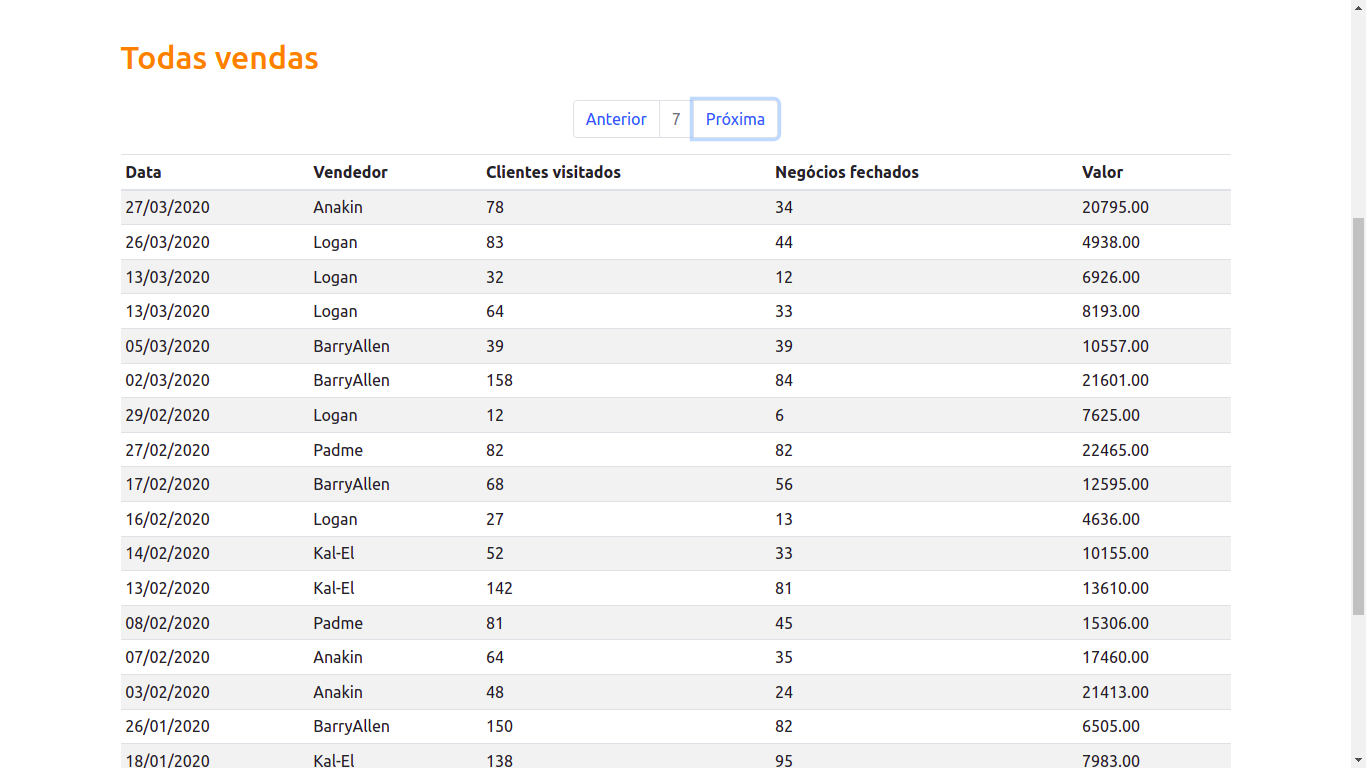 Todas vendas
Anterior 7 Próxima
Data Vendedor Clientes visitados Negócios fechados Valor
27/03/2020 Anakin 78 34 20795.00
26/03/2020 Logan 83 44 4938.00
13/03/2020 Logan 32 12 6926.00
13/03/2020 Logan 64 33 8193.00
05/03/2020 BarryAllen 39 39 10557.00
02/03/2020 BarryAllen 158 84 21601.00
29/02/2020 Logan 12 6 7625.00
27/02/2020 Padme 82 82 22465.00
17/02/2020 BarryAllen 68 56 12595.00
16/02/2020 Logan 27 13 4636.00
14/02/2020 Kal-El 52 33 10155.00
13/02/2020 Kal-El 142 81 13610.00
08/02/2020 Padme 81 45 15306.00
07/02/2020 Anakin 64 35 17460.00
03/02/2020 Anakin 48 24 21413.00
26/01/2020 BarryAllen 150 82 6505.00
18/01/2020 Kal-El 138 95 7983.00